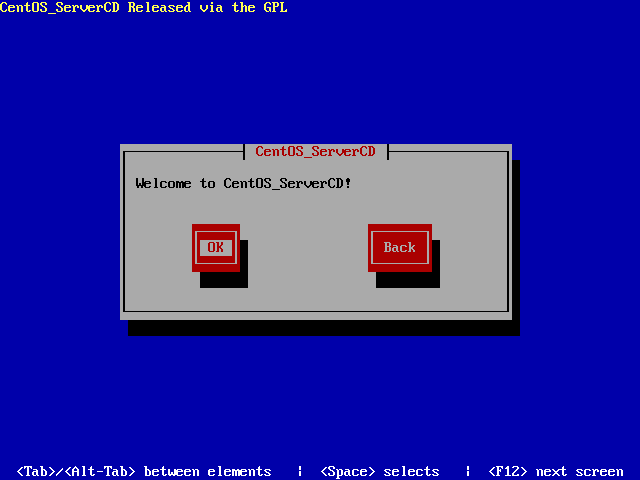 CentOS_ServerCD Released via the GPL
CentOS_ServerCD
Welcome to CentOS_ServerCD!
OK Back
<Tab>/<Alt-Tab> between elements | <Space> selects | <F12> next screen